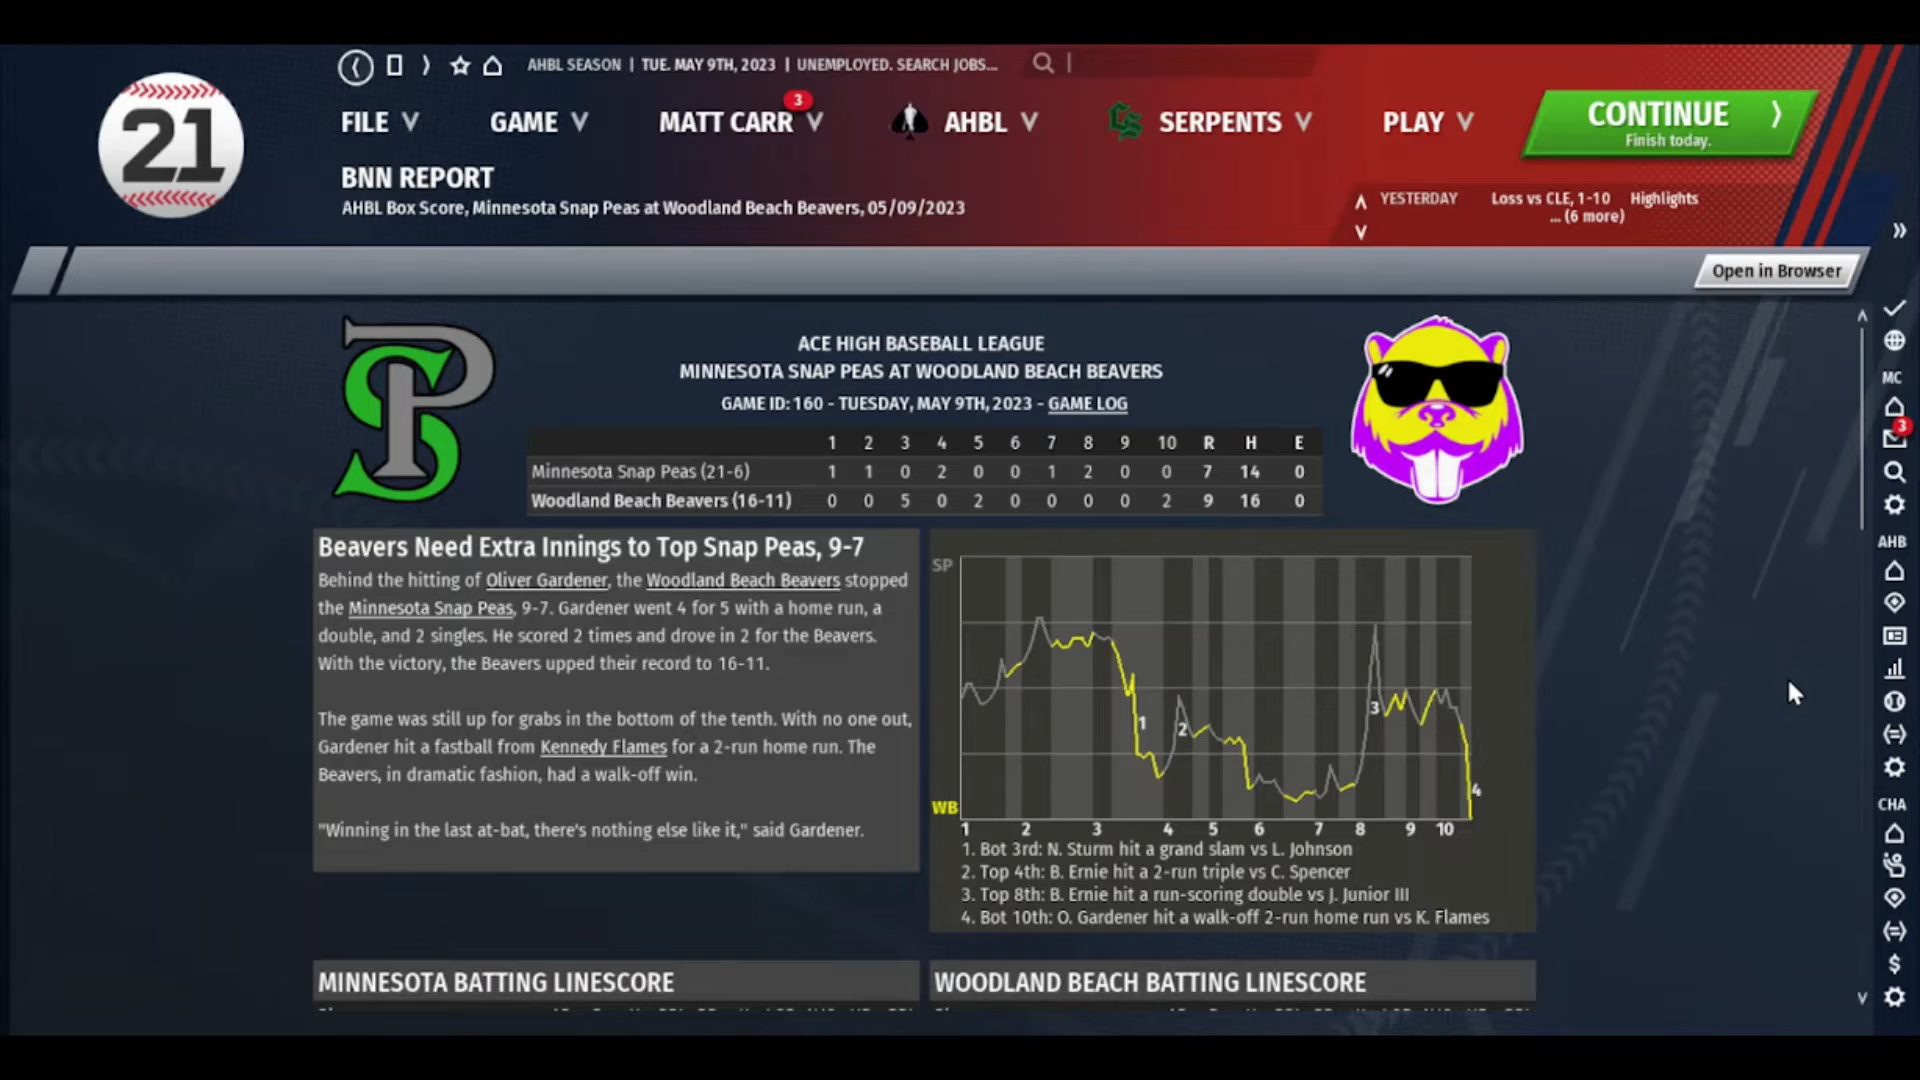 AHBL SEASON | TUE. MAY 9TH, 2023 | UNEMPLOYED. SEARCH JOBS...
21
FILE GAME MATT CARR 3 AHBL SERPENTS PLAY
CONTINUE
Finish today.
BNN REPORT
AHBL Box Score, Minnesota Snap Peas at Woodland Beach Beavers, 05/09/2023
YESTERDAY Loss vs CLE, 1-10 Highlights
... (6 more)
Open in Browser
SP
ACE HIGH BASEBALL LEAGUE
MINNESOTA SNAP PEAS AT WOODLAND BEACH BEAVERS
GAME ID: 160 - TUESDAY, MAY 9TH, 2023 - GAME LOG
1 2 3 4 5 6 7 8 9 10 R H E
Minnesota Snap Peas (21-6) 1 1 0 2 0 0 1 2 0 0 7 14 0
Woodland Beach Beavers (16-11) 0 0 5 0 2 0 0 0 0 2 9 16 0
Beavers Need Extra Innings to Top Snap Peas, 9-7
Behind the hitting of Oliver Gardener, the Woodland Beach Beavers stopped
the Minnesota Snap Peas, 9-7. Gardener went 4 for 5 with a home run, a
double, and 2 singles. He scored 2 times and drove in 2 for the Beavers.
With the victory, the Beavers upped their record to 16-11.
The game was still up for grabs in the bottom of the tenth. With no one out,
Gardener hit a fastball from Kennedy Flames for a 2-run home run. The
Beavers, in dramatic fashion, had a walk-off win.
"Winning in the last at-bat, there's nothing else like it," said Gardener.
SP
1
2
3
4
WB
1 2 3 4 5 6 7 8 9 10
1. Bot 3rd: N. Sturm hit a grand slam vs L. Johnson
2. Top 4th: B. Ernie hit a 2-run triple vs C. Spencer
3. Top 8th: B. Ernie hit a run-scoring double vs J. Junior III
4. Bot 10th: O. Gardener hit a walk-off 2-run home run vs K. Flames
MINNESOTA BATTING LINESCORE
WOODLAND BEACH BATTING LINESCORE
MC
3
AHB
CHA